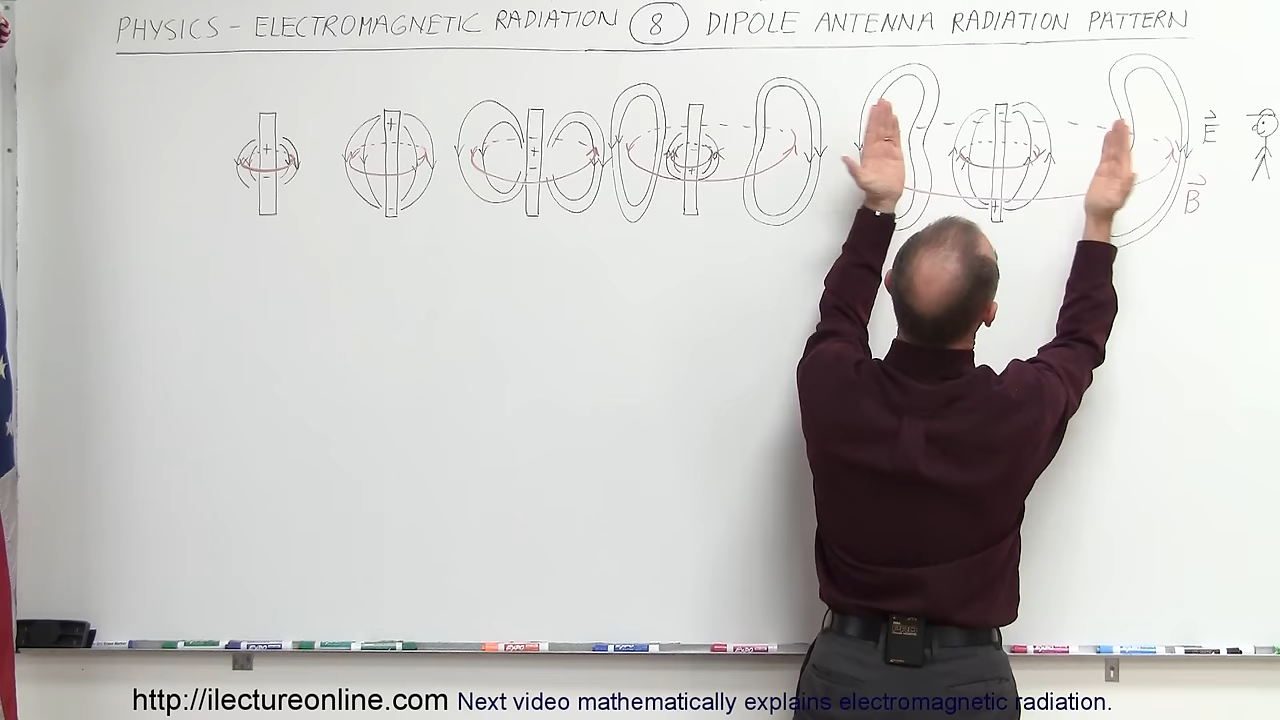 PHYSICS - ELECTROMAGNETIC RADIATION 8 DIPOLE ANTENNA RADIATION PATTERN
E
B
http://ilectureonline.com Next video mathematically explains electromagnetic radiation.